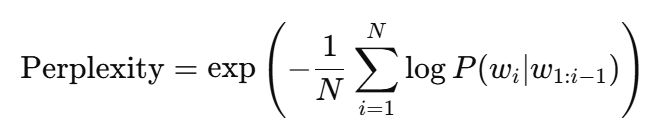 Perplexity = exp ( − 1/N ∑_{i=1}^{N} log P(w_i|w_{1:i−1}) )